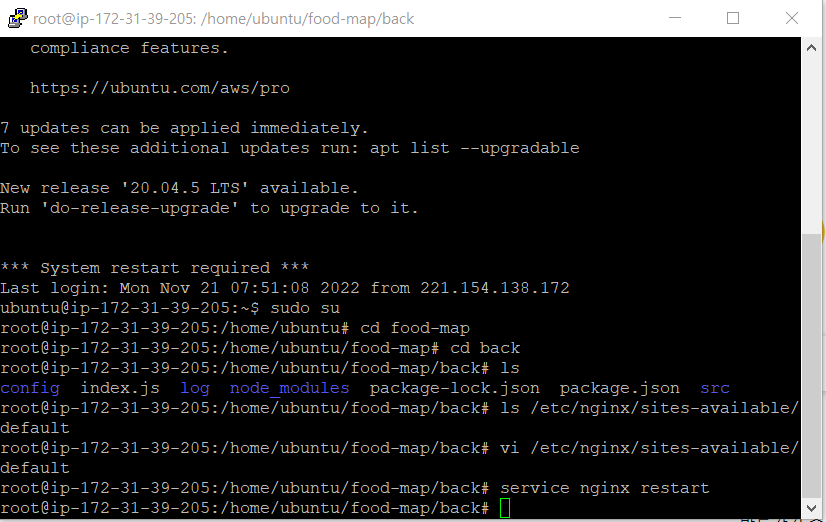 root@ip-172-31-39-205: /home/ubuntu/food-map/back
compliance features.
https://ubuntu.com/aws/pro
7 updates can be applied immediately.
To see these additional updates run: apt list --upgradable
New release '20.04.5 LTS' available.
Run 'do-release-upgrade' to upgrade to it.
*** System restart required ***
Last login: Mon Nov 21 07:51:08 2022 from 221.154.138.172
ubuntu@ip-172-31-39-205:~$ sudo su
root@ip-172-31-39-205:/home/ubuntu# cd food-map
root@ip-172-31-39-205:/home/ubuntu/food-map# cd back
root@ip-172-31-39-205:/home/ubuntu/food-map/back# ls
config  index.js  log  node_modules  package-lock.json  package.json  src
root@ip-172-31-39-205:/home/ubuntu/food-map/back# ls /etc/nginx/sites-available/
default
root@ip-172-31-39-205:/home/ubuntu/food-map/back# vi /etc/nginx/sites-available/
default
root@ip-172-31-39-205:/home/ubuntu/food-map/back# service nginx restart
root@ip-172-31-39-205:/home/ubuntu/food-map/back#